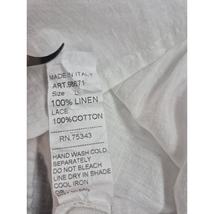 MADE IN ITALY
ART.98671
100% LINEN
LACE
100%COTTON
RN.75343
HAND WASH COLD
SEPARATELY
DO NOT BLEACH
LINE DRY IN SHADE
COOL IRON